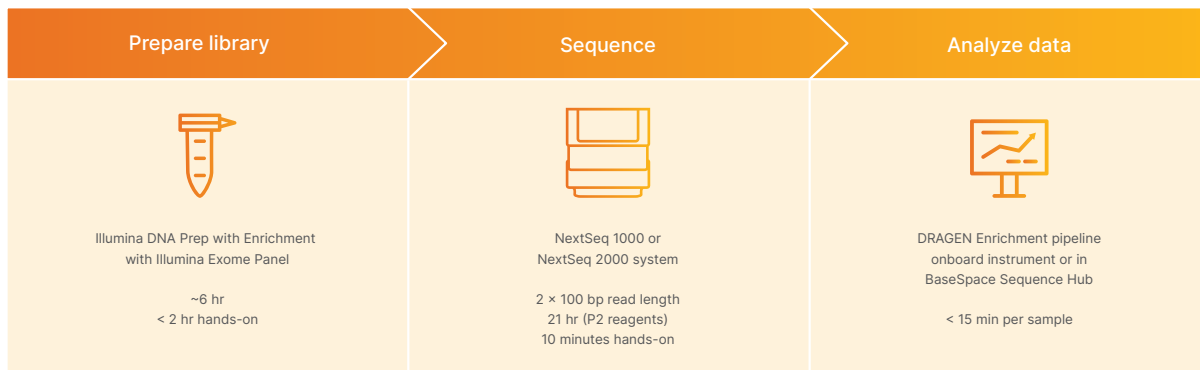 Prepare library
Sequence
Analyze data
Illumina DNA Prep with Enrichment
with Illumina Exome Panel
~6 hr
< 2 hr hands-on
NextSeq 1000 or
NextSeq 2000 system
2 × 100 bp read length
21 hr (P2 reagents)
10 minutes hands-on
DRAGEN Enrichment pipeline
onboard instrument or in
BaseSpace Sequence Hub
< 15 min per sample